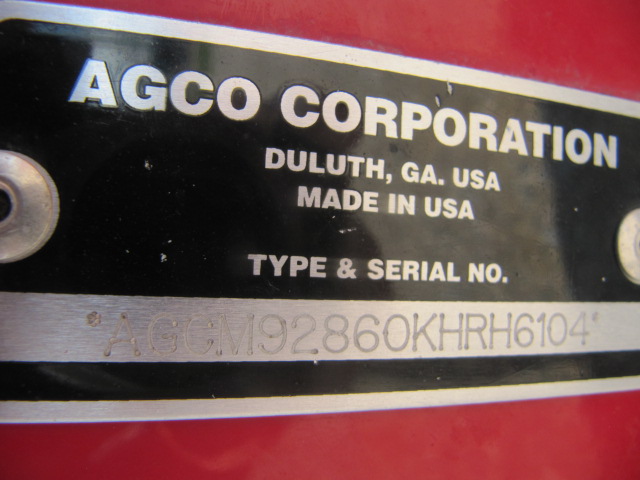 AGCO CORPORATION
DULUTH, GA. USA
MADE IN USA
TYPE & SERIAL NO.
*AGCM92860KHRH6104*